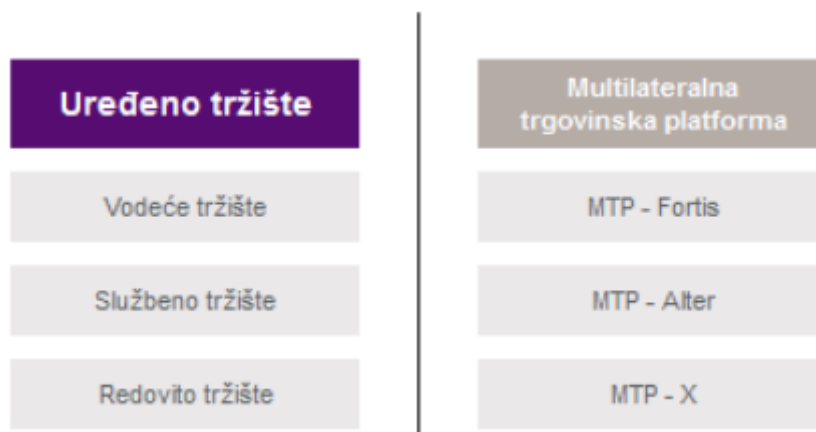 Uređeno tržište
Vodeće tržište
Službeno tržište
Redovito tržište
Multilateralna
trgovinska platforma
MTP - Fortis
MTP - Alter
MTP - X